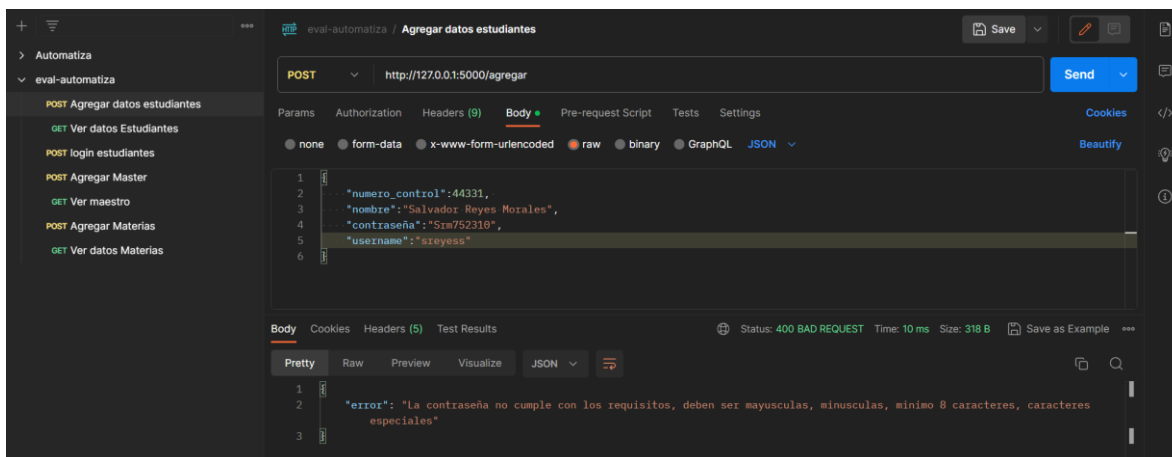 eval-automatiza / Agregar datos estudiantes
Save
Automatiza
eval-automatiza
POST Agregar datos estudiantes
GET Ver datos Estudiantes
POST login estudiantes
POST Agregar Master
GET Ver maestro
POST Agregar Materias
GET Ver datos Materias
POST http://127.0.0.1:5000/agregar Send
Params Authorization Headers (9) Body Pre-request Script Tests Settings Cookies
none form-data x-www-form-urlencoded raw binary GraphQL JSON Beautify
1 {
2 "numero_control":44331,
3 "nombre":"Salvador Reyes Morales",
4 "contraseña":"Srm752310",
5 "username":"sreyess"
6 }
Body Cookies Headers (5) Test Results Status: 400 BAD REQUEST Time: 10 ms Size: 318 B Save as Example
Pretty Raw Preview Visualize JSON
1 {
2 "error": "La contraseña no cumple con los requisitos, deben ser mayusculas, minusculas, minimo 8 caracteres, caracteres
especiales"
3 }